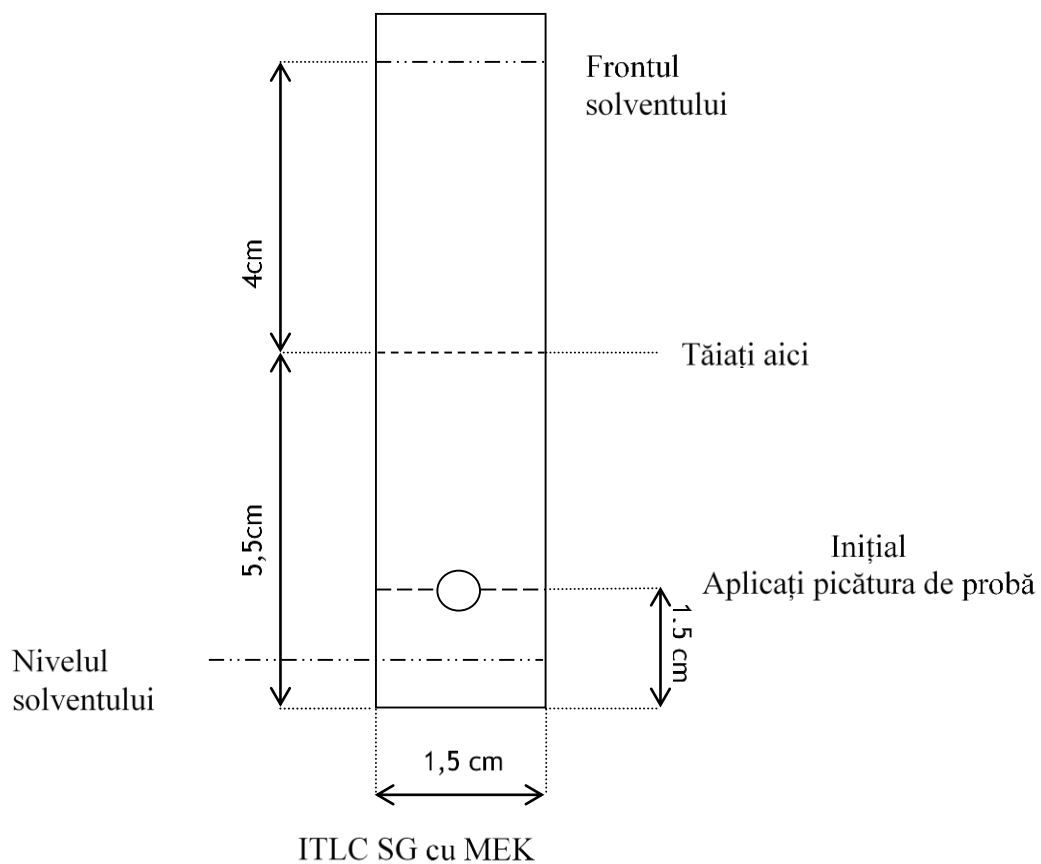 Frontul
solventului
4cm
Tăiați aici
5,5cm
Inițial
Aplicați picătura de probă
1.5 cm
Nivelul
solventului
1,5 cm
ITLC SG cu MEK